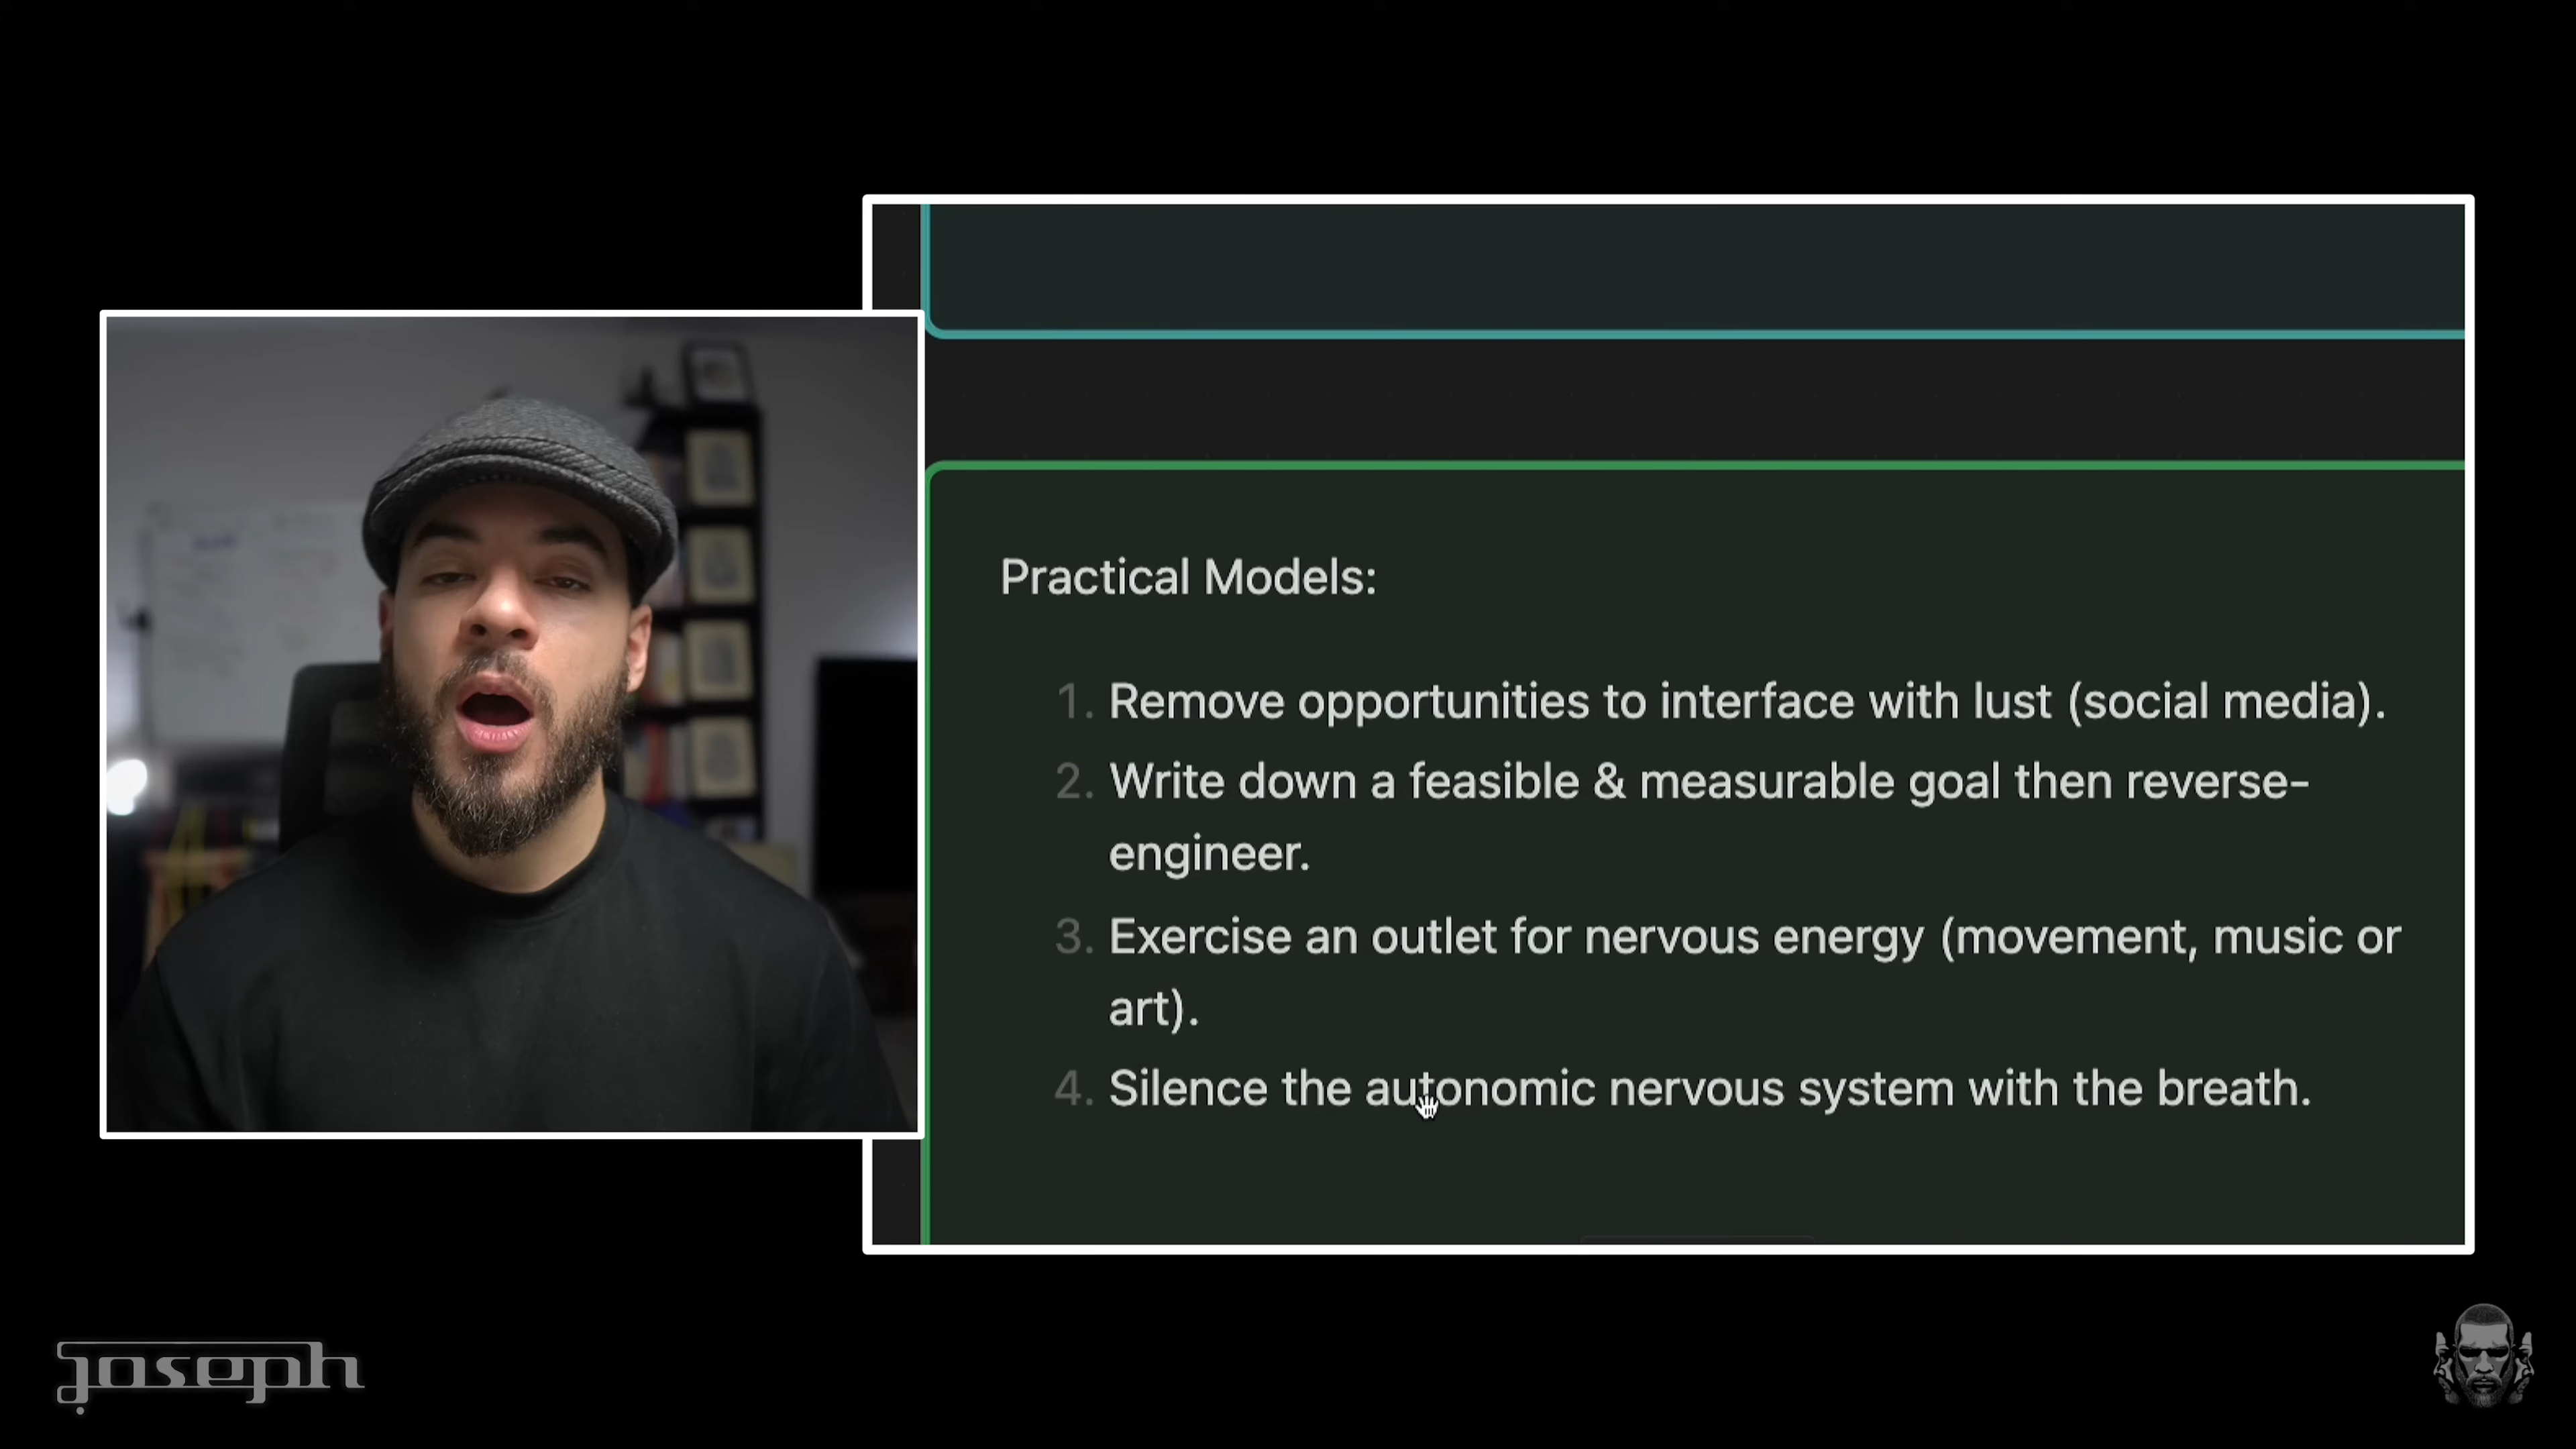 Practical Models:
1. Remove opportunities to interface with lust (social media).
2. Write down a feasible & measurable goal then reverse-
engineer.
3. Exercise an outlet for nervous energy (movement, music or
art).
4. Silence the autonomic nervous system with the breath.
joseph